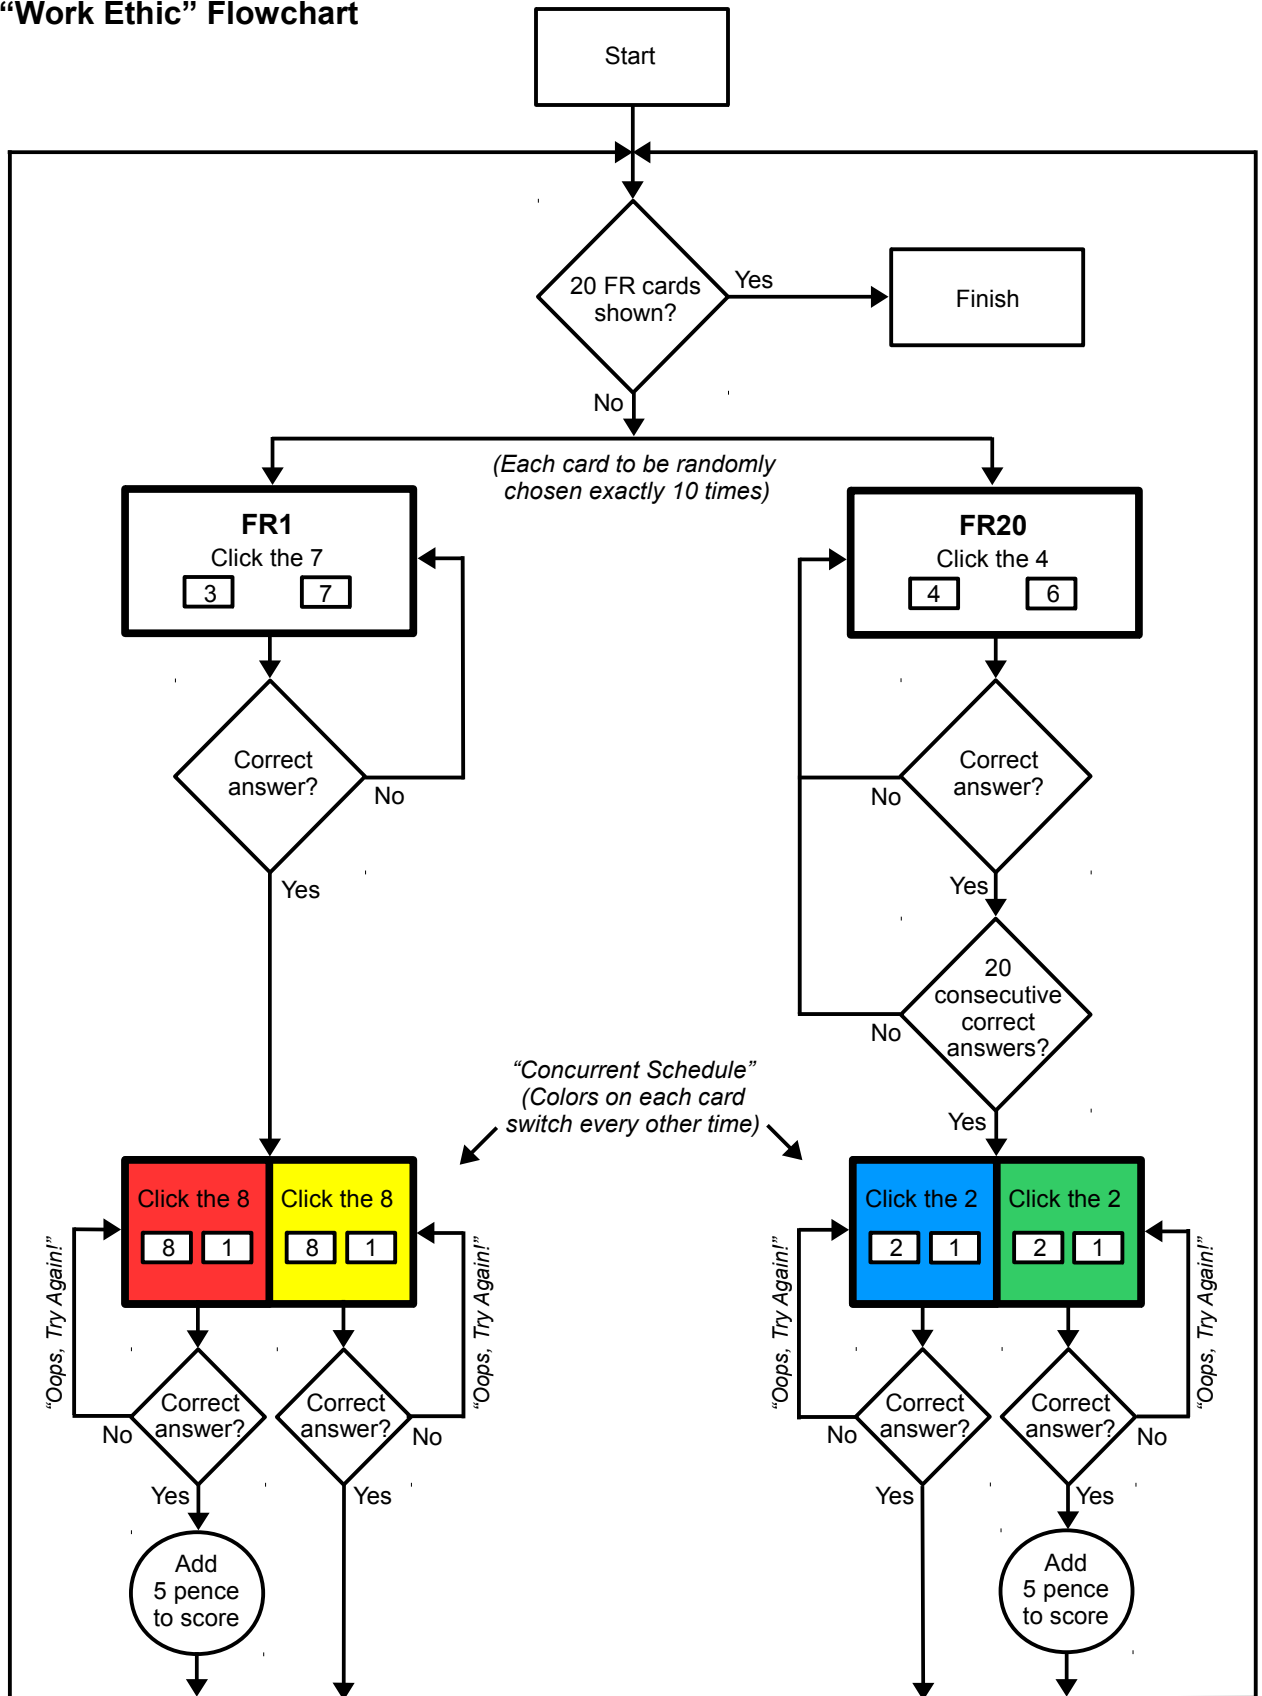 “Work Ethic” Flowchart
Start
20 FR cards
shown?
Yes
Finish
No
(Each card to be randomly
chosen exactly 10 times)
FR1
Click the 7
3 7
Correct
answer?
No
Yes
FR20
Click the 4
4 6
Correct
answer?
No
Yes
20
consecutive
correct
answers?
No
Yes
“Concurrent Schedule”
(Colors on each card
switch every other time)
Click the 8
8 1
Click the 8
8 1
“Oops, Try Again!”
“Oops, Try Again!”
Correct
answer?
No
Yes
Correct
answer?
No
Yes
Add
5 pence
to score
Click the 2
2 1
Click the 2
2 1
“Oops, Try Again!”
“Oops, Try Again!”
Correct
answer?
No
Yes
Correct
answer?
No
Yes
Add
5 pence
to score